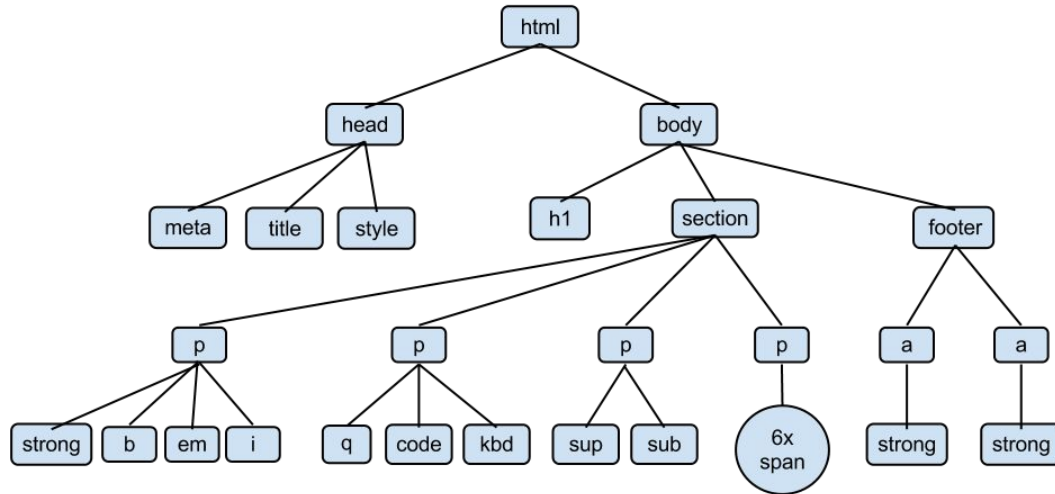 html
head
body
meta
title
style
h1
section
footer
p
p
p
p
a
a
strong
b
em
i
q
code
kbd
sup
sub
6x
span
strong
strong